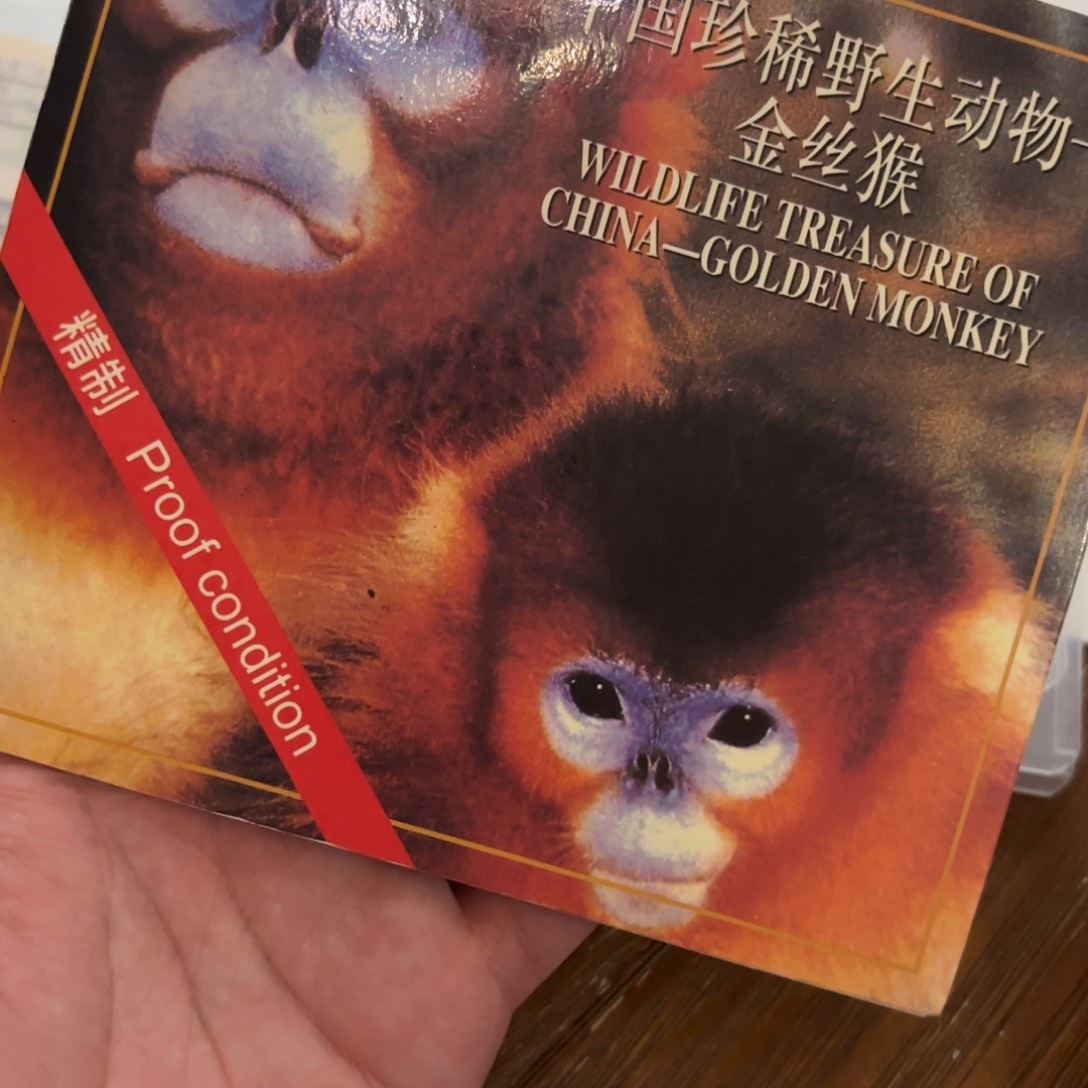 中国珍稀野生动物—
金丝猴
WILDLIFE TREASURE OF
CHINA—GOLDEN MONKEY
精制 Proof condition